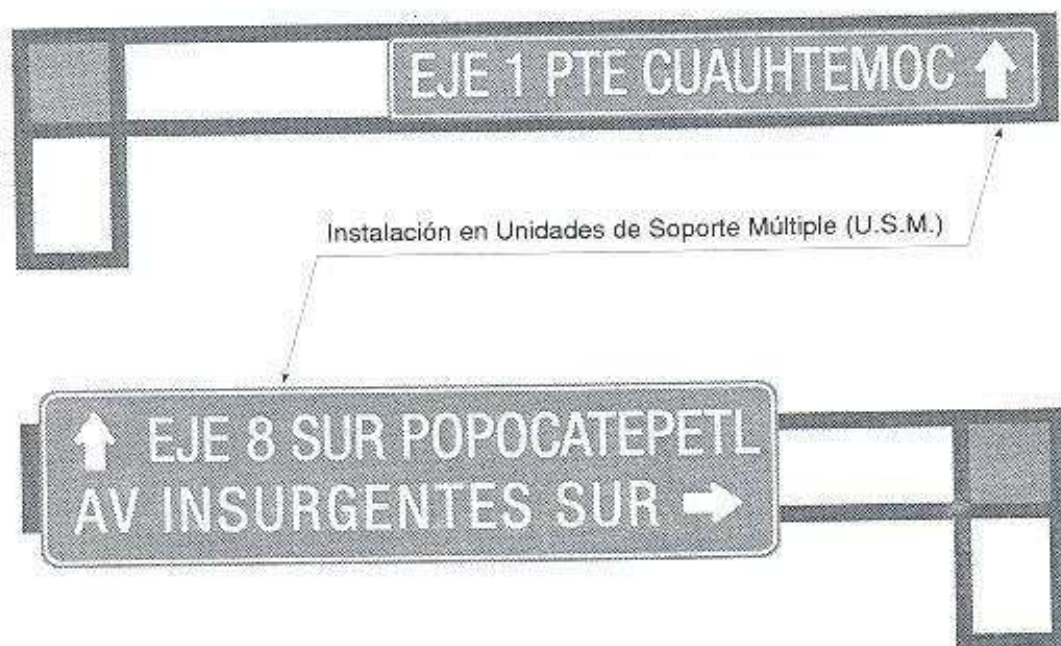 EJE 1 PTE CUAUHTEMOC
Instalación en Unidades de Soporte Múltiple (U.S.M.)
EJE 8 SUR POPOCATEPETL
AV INSURGENTES SUR